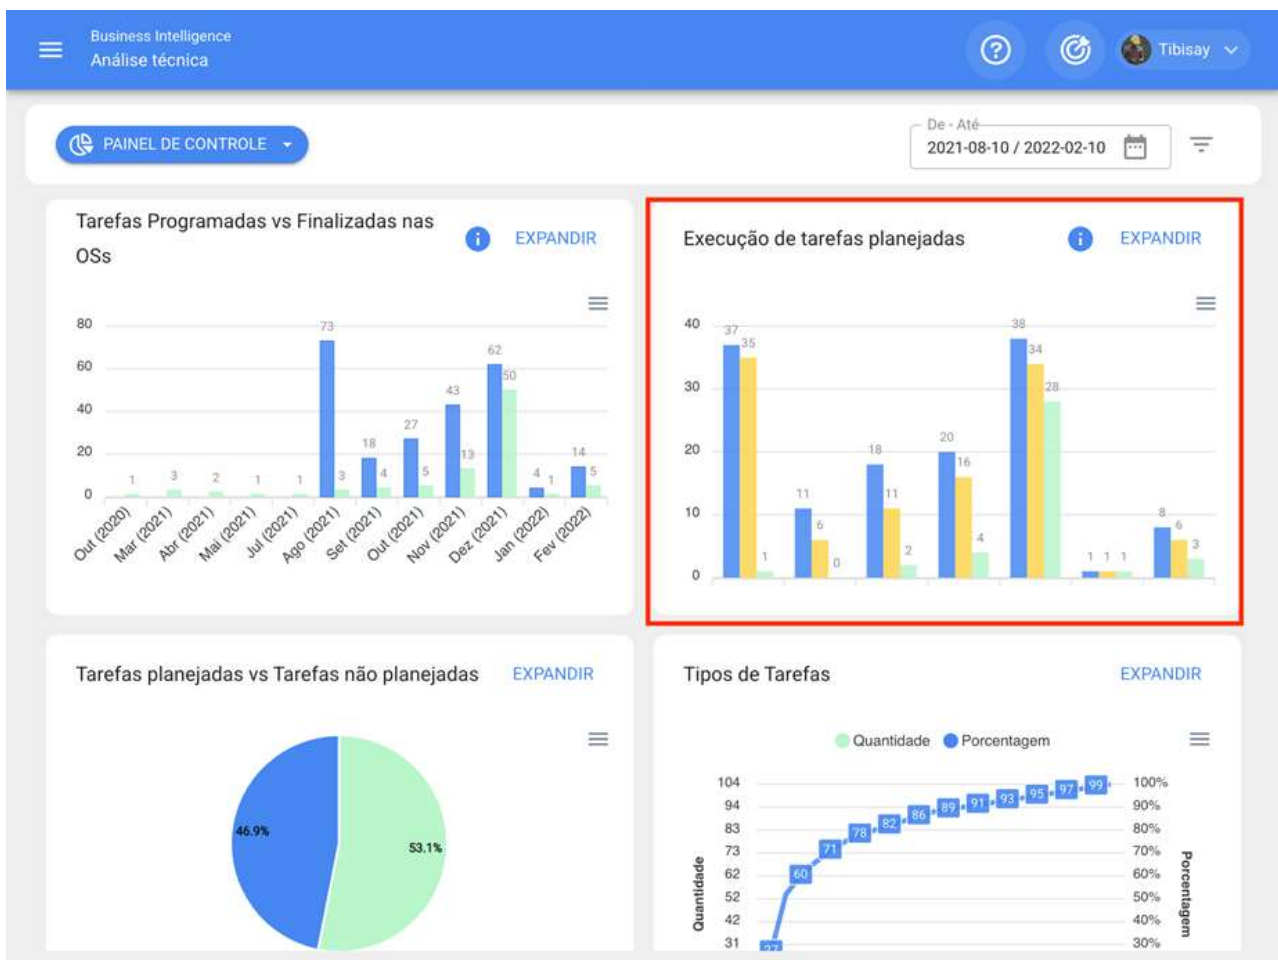 Business Intelligence
Análise técnica
Tibisay
PAINEL DE CONTROLE
De - Até
2021-08-10 / 2022-02-10
Tarefas Programadas vs Finalizadas nas
OSs
EXPANDIR
80
60
40
20
0
1
3
2
1
1
73
3
18
4
27
5
43
13
62
50
4
1
14
5
Out (2020)
Mar (2021)
Abr (2021)
Mai (2021)
Jul (2021)
Ago (2021)
Set (2021)
Out (2021)
Nov (2021)
Dez (2021)
Jan (2022)
Fev (2022)
Execução de tarefas planejadas
EXPANDIR
40
30
20
10
0
37
35
1
11
6
0
18
11
2
20
16
4
38
34
28
1
1
1
8
6
3
Tarefas planejadas vs Tarefas não planejadas
EXPANDIR
46.9%
53.1%
Tipos de Tarefas
EXPANDIR
Quantidade
Porcentagem
104
94
83
73
62
52
42
31
Quantidade
60
71
78
82
86
89
91
93
95
97
99
100%
90%
80%
70%
60%
50%
40%
30%
Porcentagem